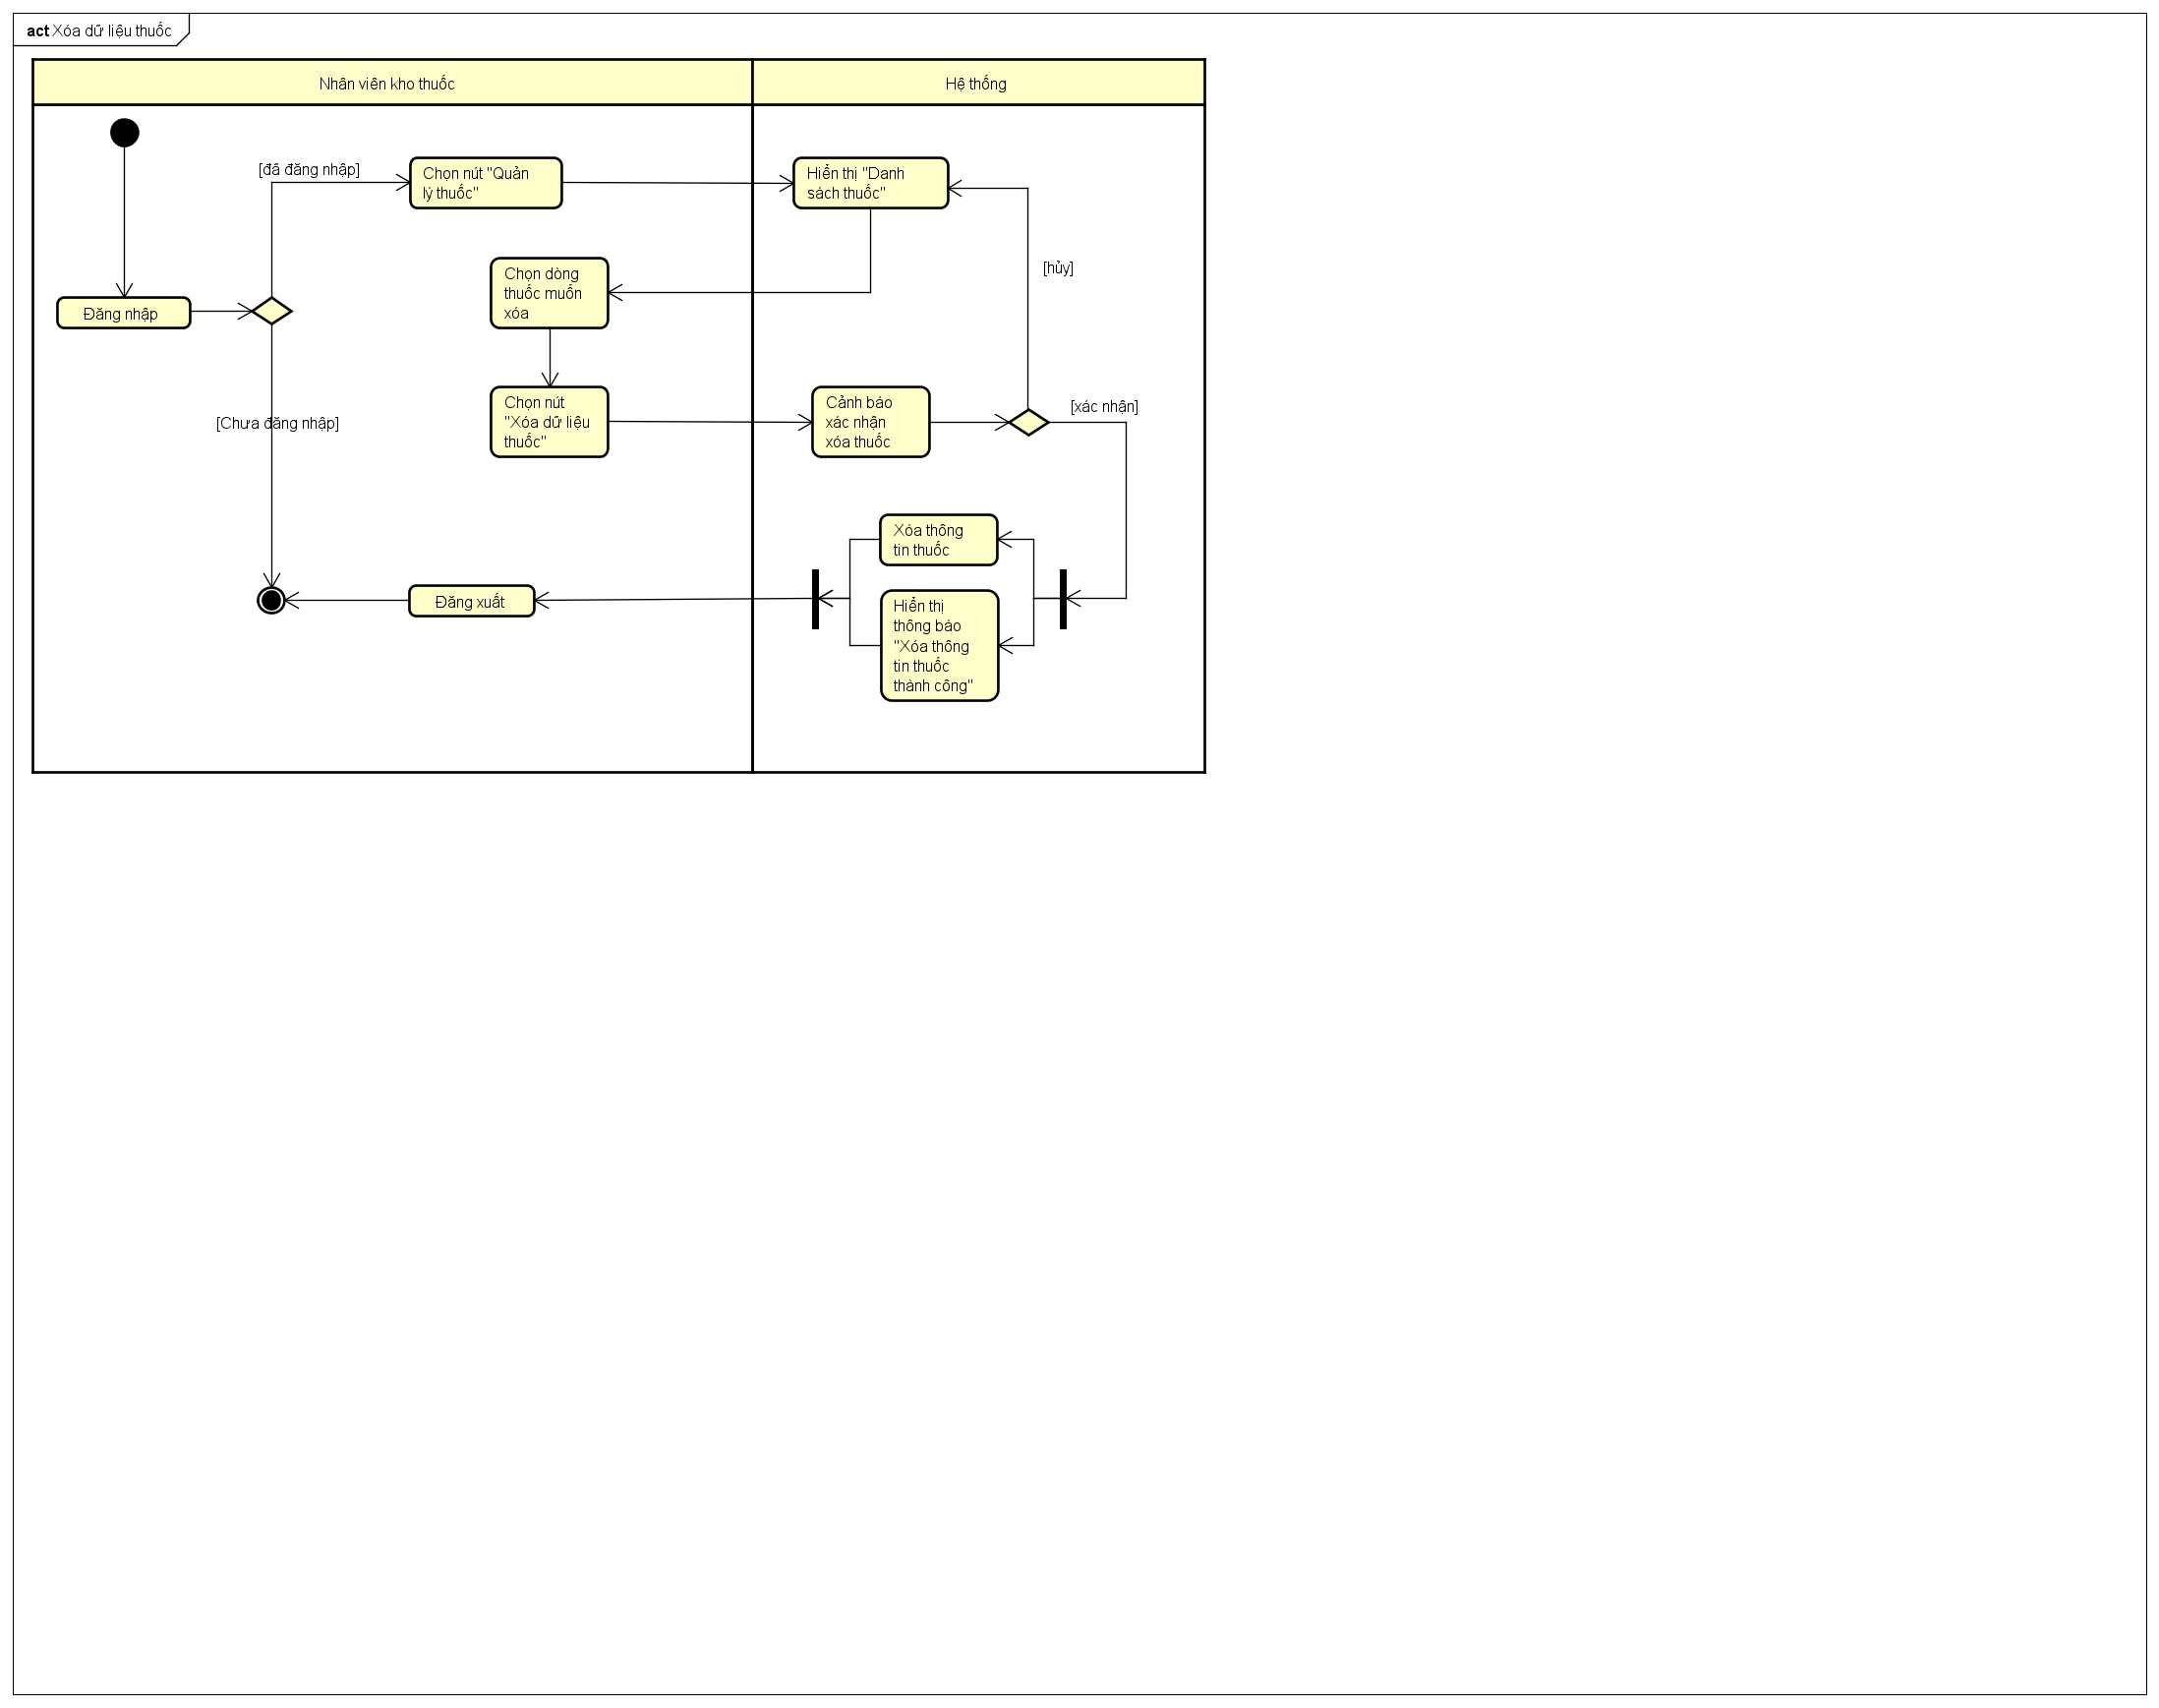 act Xóa dữ liệu thuốc
Nhân viên kho thuốc
Hệ thống
[đã đăng nhập]
Chọn nút "Quản
lý thuốc"
Hiển thị "Danh
sách thuốc"
[hủy]
Chọn dòng
thuốc muốn
xóa
Đăng nhập
Chọn nút
"Xóa dữ liệu
thuốc"
Cảnh báo
xác nhận
xóa thuốc
[xác nhận]
[Chưa đăng nhập]
Xóa thông
tin thuốc
Đăng xuất
Hiển thị
thông báo
"Xóa thông
tin thuốc
thành công"